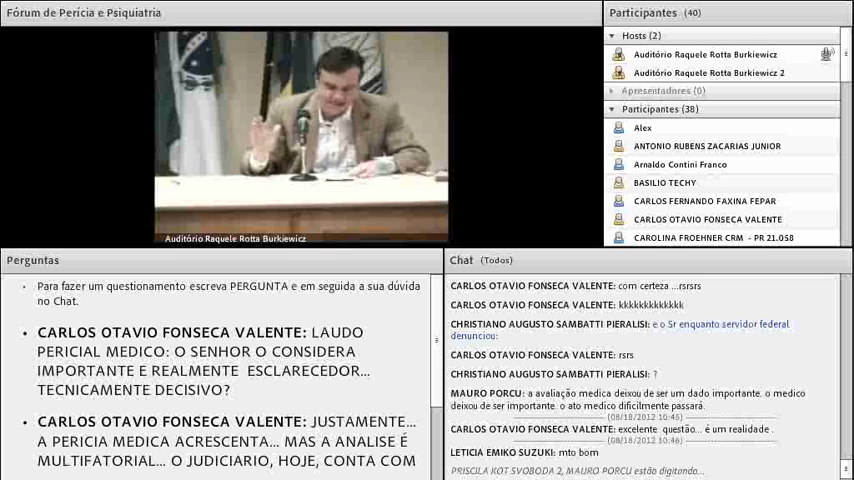 Fórum de Perícia e Psiquiatria
Auditório Raquele Rotta Burkiewicz
Participantes (40)
Hosts (2)
Auditório Raquele Rotta Burkiewicz
Auditório Raquele Rotta Burkiewicz 2
Apresentadores (0)
Participantes (38)
Alex
ANTONIO RUBENS ZACARIAS JUNIOR
Arnaldo Contini Franco
BASILIO TECHY
CARLOS FERNANDO FAXINA FEPAR
CARLOS OTAVIO FONSECA VALENTE
CAROLINA FROEHNER CRM - PR 21.058
Perguntas
Para fazer um questionamento escreva PERGUNTA e em seguida a sua dúvida
no Chat.
CARLOS OTAVIO FONSECA VALENTE: LAUDO
PERICIAL MEDICO: O SENHOR O CONSIDERA
IMPORTANTE E REALMENTE ESCLARECEDOR...
TECNICAMENTE DECISIVO?
CARLOS OTAVIO FONSECA VALENTE: JUSTAMENTE...
A PERICIA MEDICA ACRESCENTA... MAS A ANALISE É
MULTIFATORIAL... O JUDICIARIO, HOJE, CONTA COM
Chat (Todos)
CARLOS OTAVIO FONSECA VALENTE: com certeza ...rsrsrs
CARLOS OTAVIO FONSECA VALENTE: kkkkkkkkkkkkk
CHRISTIANO AUGUSTO SAMBATTI PIERALISI: e o Sr enquanto servidor federal
denunciou:
CARLOS OTAVIO FONSECA VALENTE: rsrs
CHRISTIANO AUGUSTO SAMBATTI PIERALISI: ?
MAURO PORCU: a avaliação medica deixou de ser um dado importante. o medico
deixou de ser importante. o ato medico dificilmente passará.
(08/18/2012 10:45)
CARLOS OTAVIO FONSECA VALENTE: excelente questão... é um realidade .
(08/18/2012 10:46)
LETICIA EMIKO SUZUKI: mto bom
PRISCILA KOT SVOBODA 2, MAURO PORCU estão digitando...